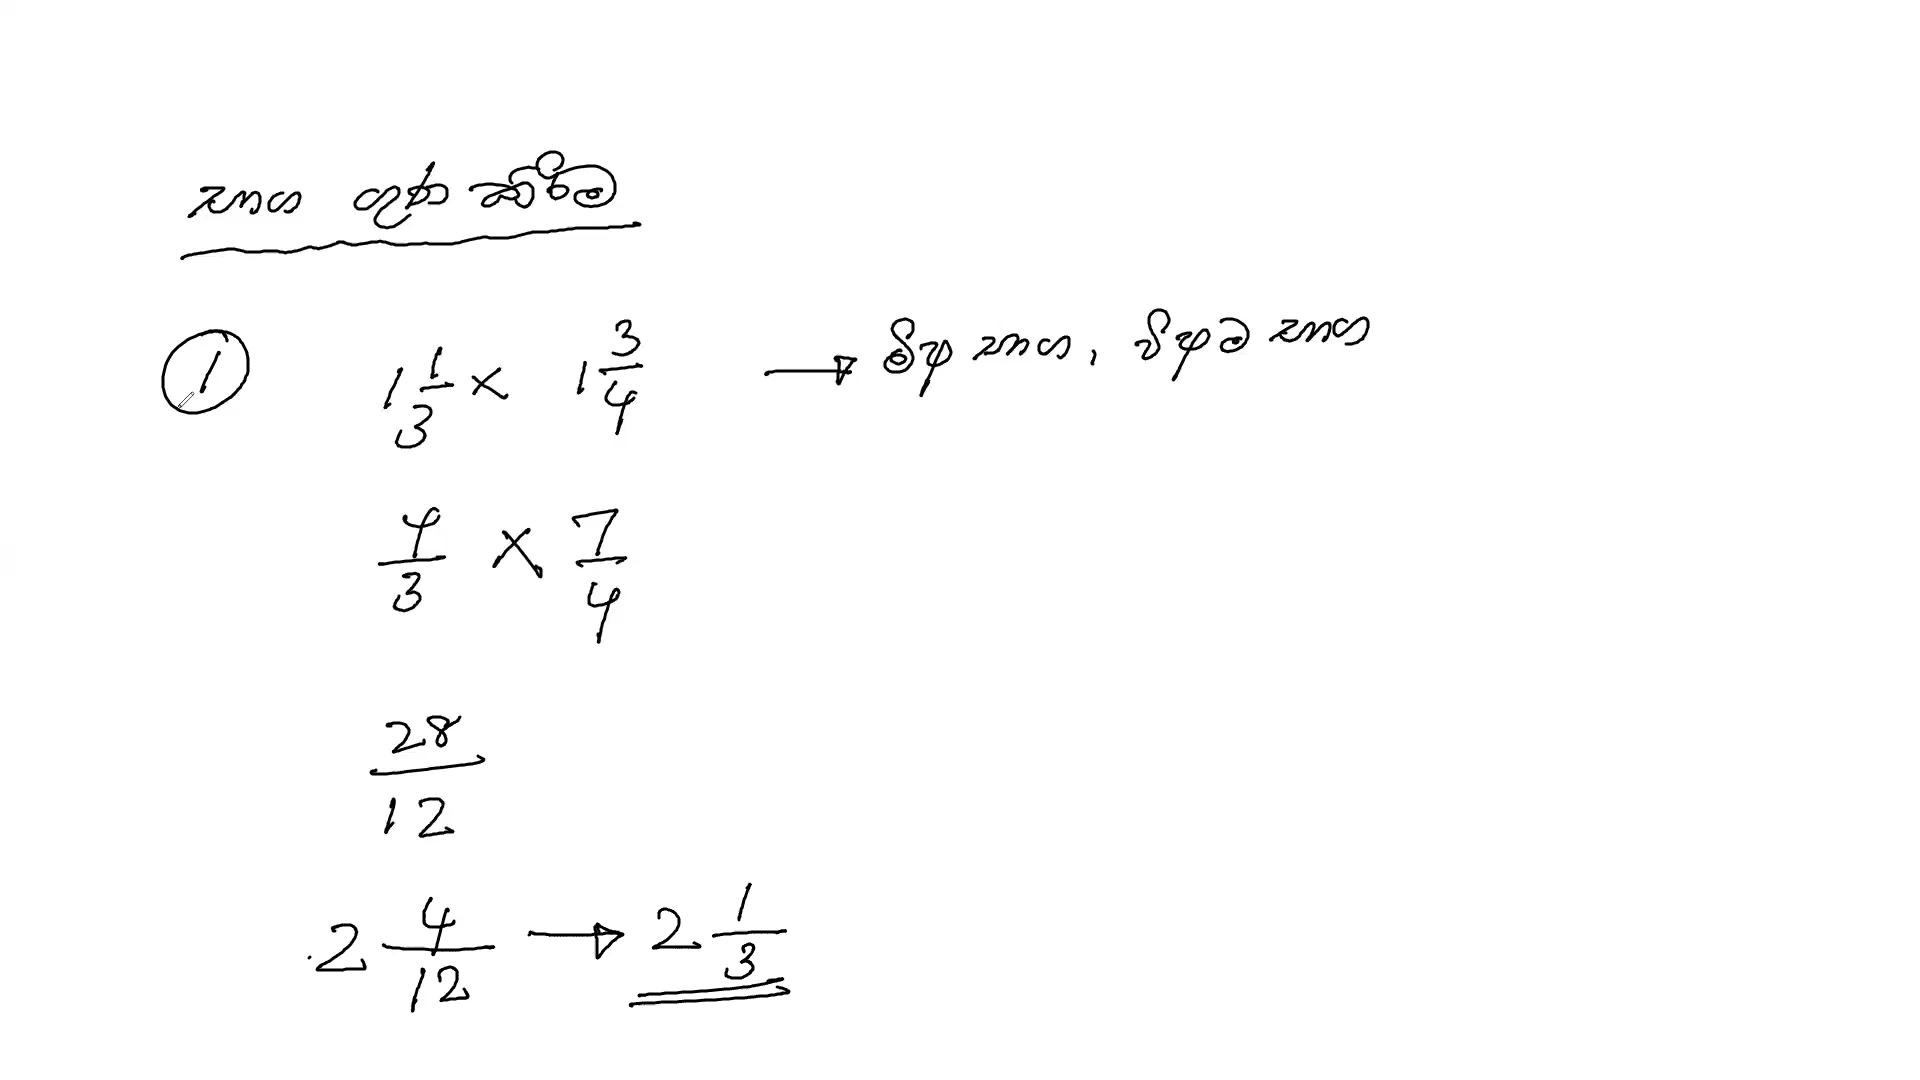 භාග ගුණ කිරීම
① 1 1/3 × 1 3/4 → මිශ්‍ර භාග, විෂම භාග
4/3 × 7/4
28/12
2 4/12 → 2 1/3